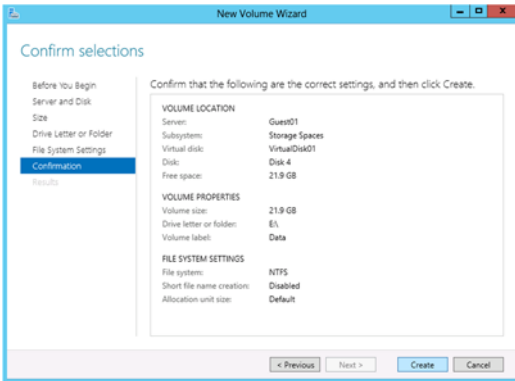 New Volume Wizard
Confirm selections
Before You Begin
Server and Disk
Size
Drive Letter or Folder
File System Settings
Confirmation
Results
Confirm that the following are the correct settings, and then click Create.
VOLUME LOCATION
Server: Guest01
Subsystem: Storage Spaces
Virtual disk: VirtualDisk01
Disk: Disk 4
Free space: 21.9 GB
VOLUME PROPERTIES
Volume size: 21.9 GB
Drive letter or folder: E:\
Volume label: Data
FILE SYSTEM SETTINGS
File system: NTFS
Short file name creation: Disabled
Allocation unit size: Default
< Previous Next > Create Cancel